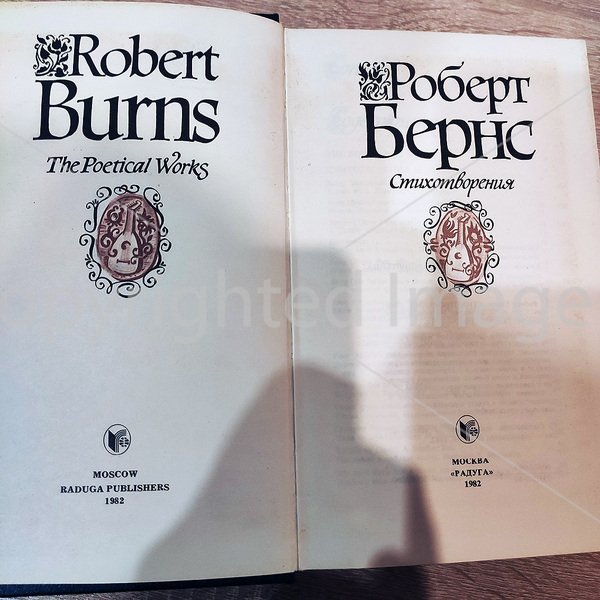 Robert
Burns
The Poetical Works
MOSCOW
RADUGA PUBLISHERS
1982
Роберт
Бернс
Стихотворения
МОСКВА
«РАДУГА»
1982